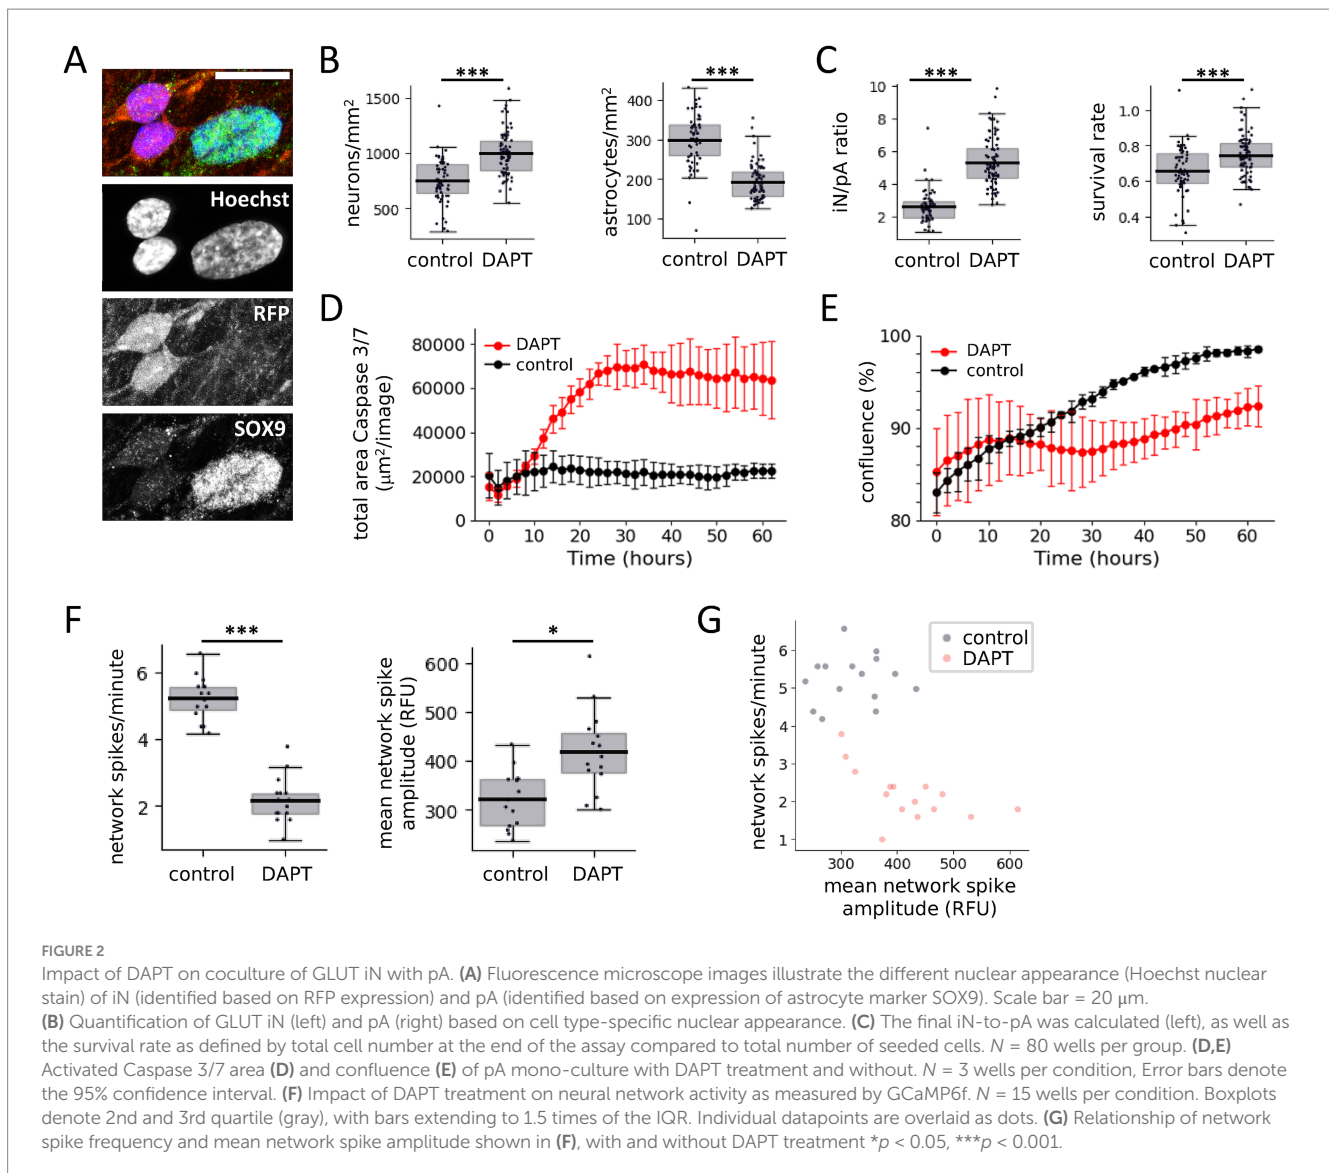 A
Hoechst
RFP
SOX9
B
***
neurons/mm2
1500
1000
500
control DAPT
***
astrocytes/mm2
400
300
200
100
control DAPT
C
***
iN/pA ratio
10
8
6
4
2
control DAPT
***
survival rate
1.0
0.8
0.6
0.4
control DAPT
D
total area Caspase 3/7
(μm2/image)
80000
60000
40000
20000
0
DAPT
control
0 10 20 30 40 50 60
Time (hours)
E
confluence (%)
100
90
80
DAPT
control
0 10 20 30 40 50 60
Time (hours)
F
***
network spikes/minute
6
4
2
control DAPT
*
mean network spike
amplitude (RFU)
600
500
400
300
control DAPT
G
network spikes/minute
6
5
4
3
2
1
control
DAPT
300 400 500 600
mean network spike
amplitude (RFU)
FIGURE 2
Impact of DAPT on coculture of GLUT iN with pA. (A) Fluorescence microscope images illustrate the different nuclear appearance (Hoechst nuclear
stain) of iN (identified based on RFP expression) and pA (identified based on expression of astrocyte marker SOX9). Scale bar = 20 μm.
(B) Quantification of GLUT iN (left) and pA (right) based on cell type-specific nuclear appearance. (C) The final iN-to-pA was calculated (left), as well as
the survival rate as defined by total cell number at the end of the assay compared to total number of seeded cells. N = 80 wells per group. (D,E)
Activated Caspase 3/7 area (D) and confluence (E) of pA mono-culture with DAPT treatment and without. N = 3 wells per condition, Error bars denote
the 95% confidence interval. (F) Impact of DAPT treatment on neural network activity as measured by GCaMP6f. N = 15 wells per condition. Boxplots
denote 2nd and 3rd quartile (gray), with bars extending to 1.5 times of the IQR. Individual datapoints are overlaid as dots. (G) Relationship of network
spike frequency and mean network spike amplitude shown in (F), with and without DAPT treatment *p < 0.05, ***p < 0.001.